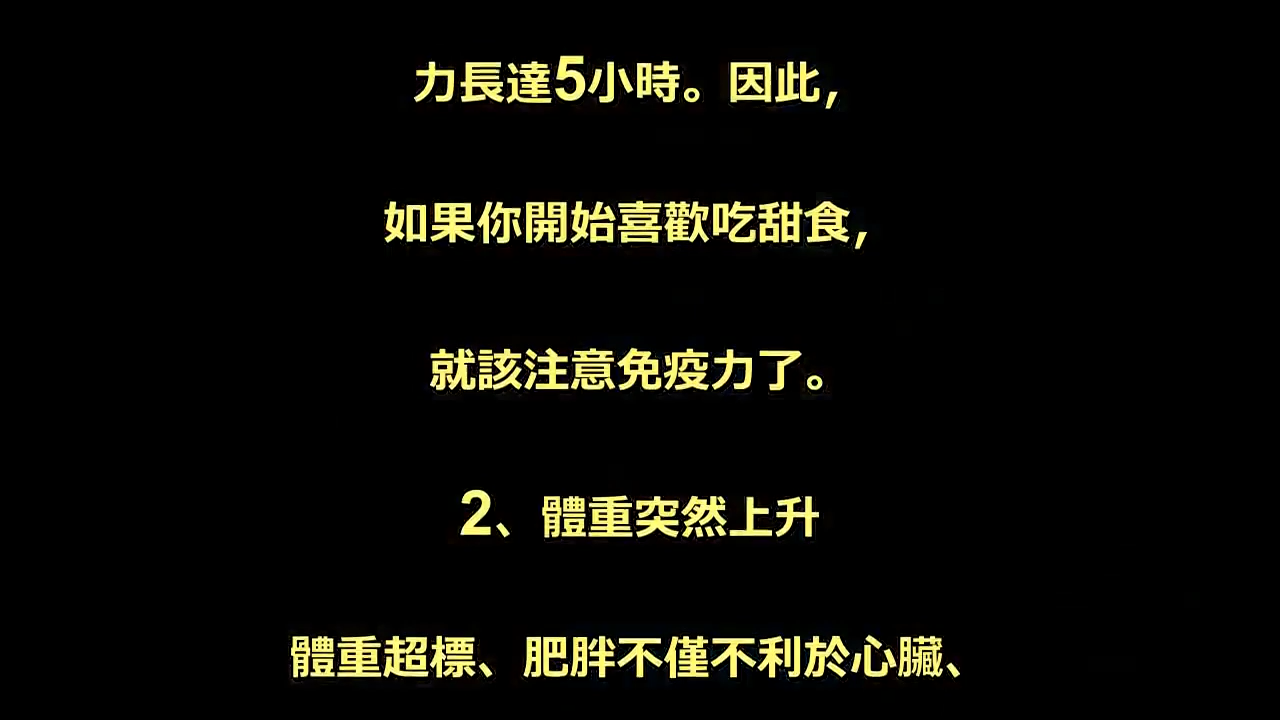 力長達5小時。因此，
如果你開始喜歡吃甜食，
就該注意免疫力了。
2、體重突然上升
體重超標、肥胖不僅不利於心臟、